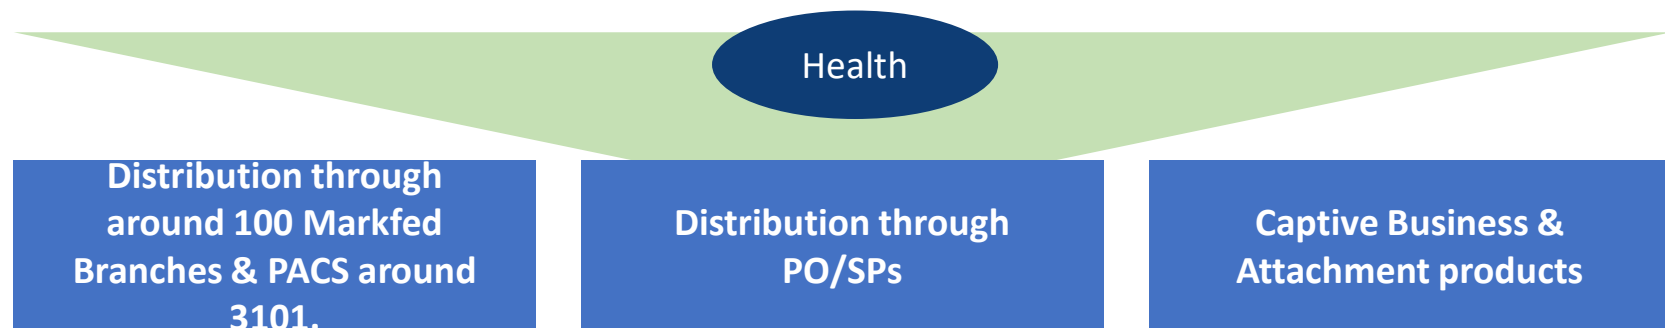 Health
Distribution through
around 100 Markfed
Branches & PACS around
3101.
Distribution through
PO/SPs
Captive Business &
Attachment products